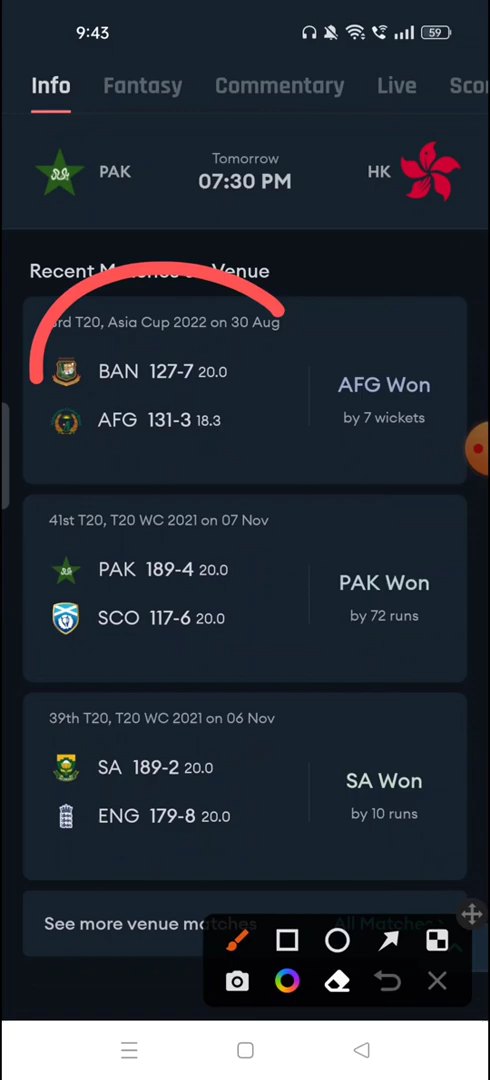 9:43
59
Info Fantasy Commentary Live Sco
PAK
Tomorrow
07:30 PM
HK
Recent Venue
rd T20, Asia Cup 2022 on 30 Aug
BAN 127-7 20.0
AFG 131-3 18.3
AFG Won
by 7 wickets
41st T20, T20 WC 2021 on 07 Nov
PAK 189-4 20.0
SCO 117-6 20.0
PAK Won
by 72 runs
39th T20, T20 WC 2021 on 06 Nov
SA 189-2 20.0
ENG 179-8 20.0
SA Won
by 10 runs
See more venue matches
All Matches